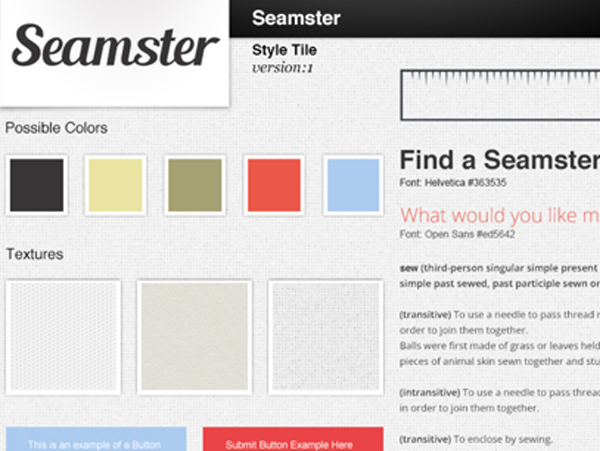 Seamster
Seamster
Style Tile
version:1
Possible Colors
Textures
This is an example of a Button
Submit Button Example Here
Find a Seamster
Font: Helvetica #363535
What would you like m
Font: Open Sans #ed5642
sew (third-person singular simple present
simple past sewed, past participle sewn or
(transitive) To use a needle to pass thread
order to join them together.
Balls were first made of grass or leaves held
pieces of animal skin sewn together and stu
(intransitive) To use a needle to pass threa
in order to join them together.
(transitive) To enclose by sewing.